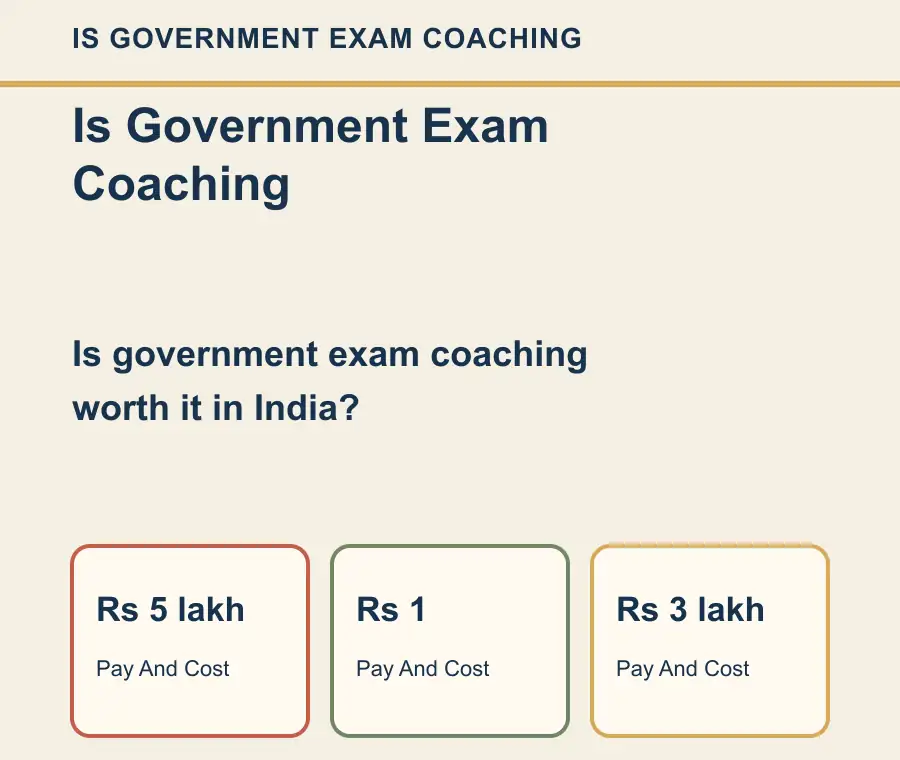 IS GOVERNMENT EXAM COACHING
Is Government Exam
Coaching
Is government exam coaching
worth it in India?
Rs 5 lakh
Pay And Cost
Rs 1
Pay And Cost
Rs 3 lakh
Pay And Cost